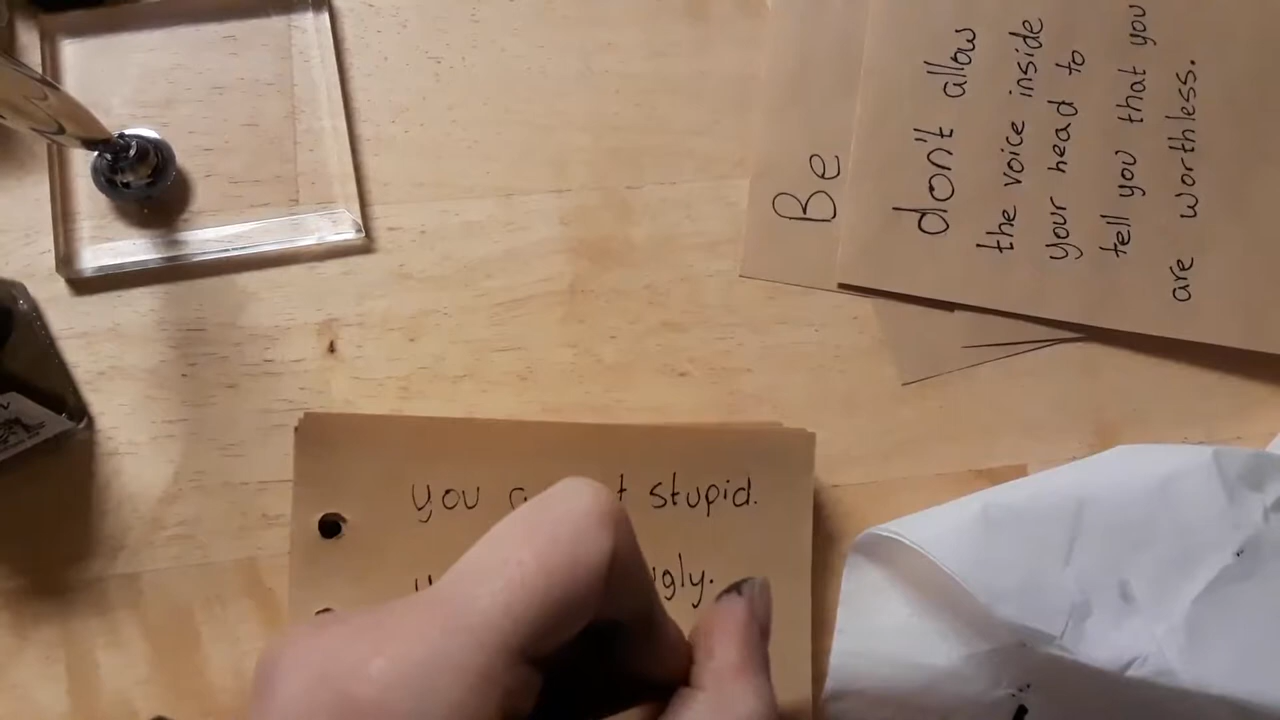 Be
don't allow
the voice inside
your head to
tell you that you
are worthless.
you stupid.
ugly.